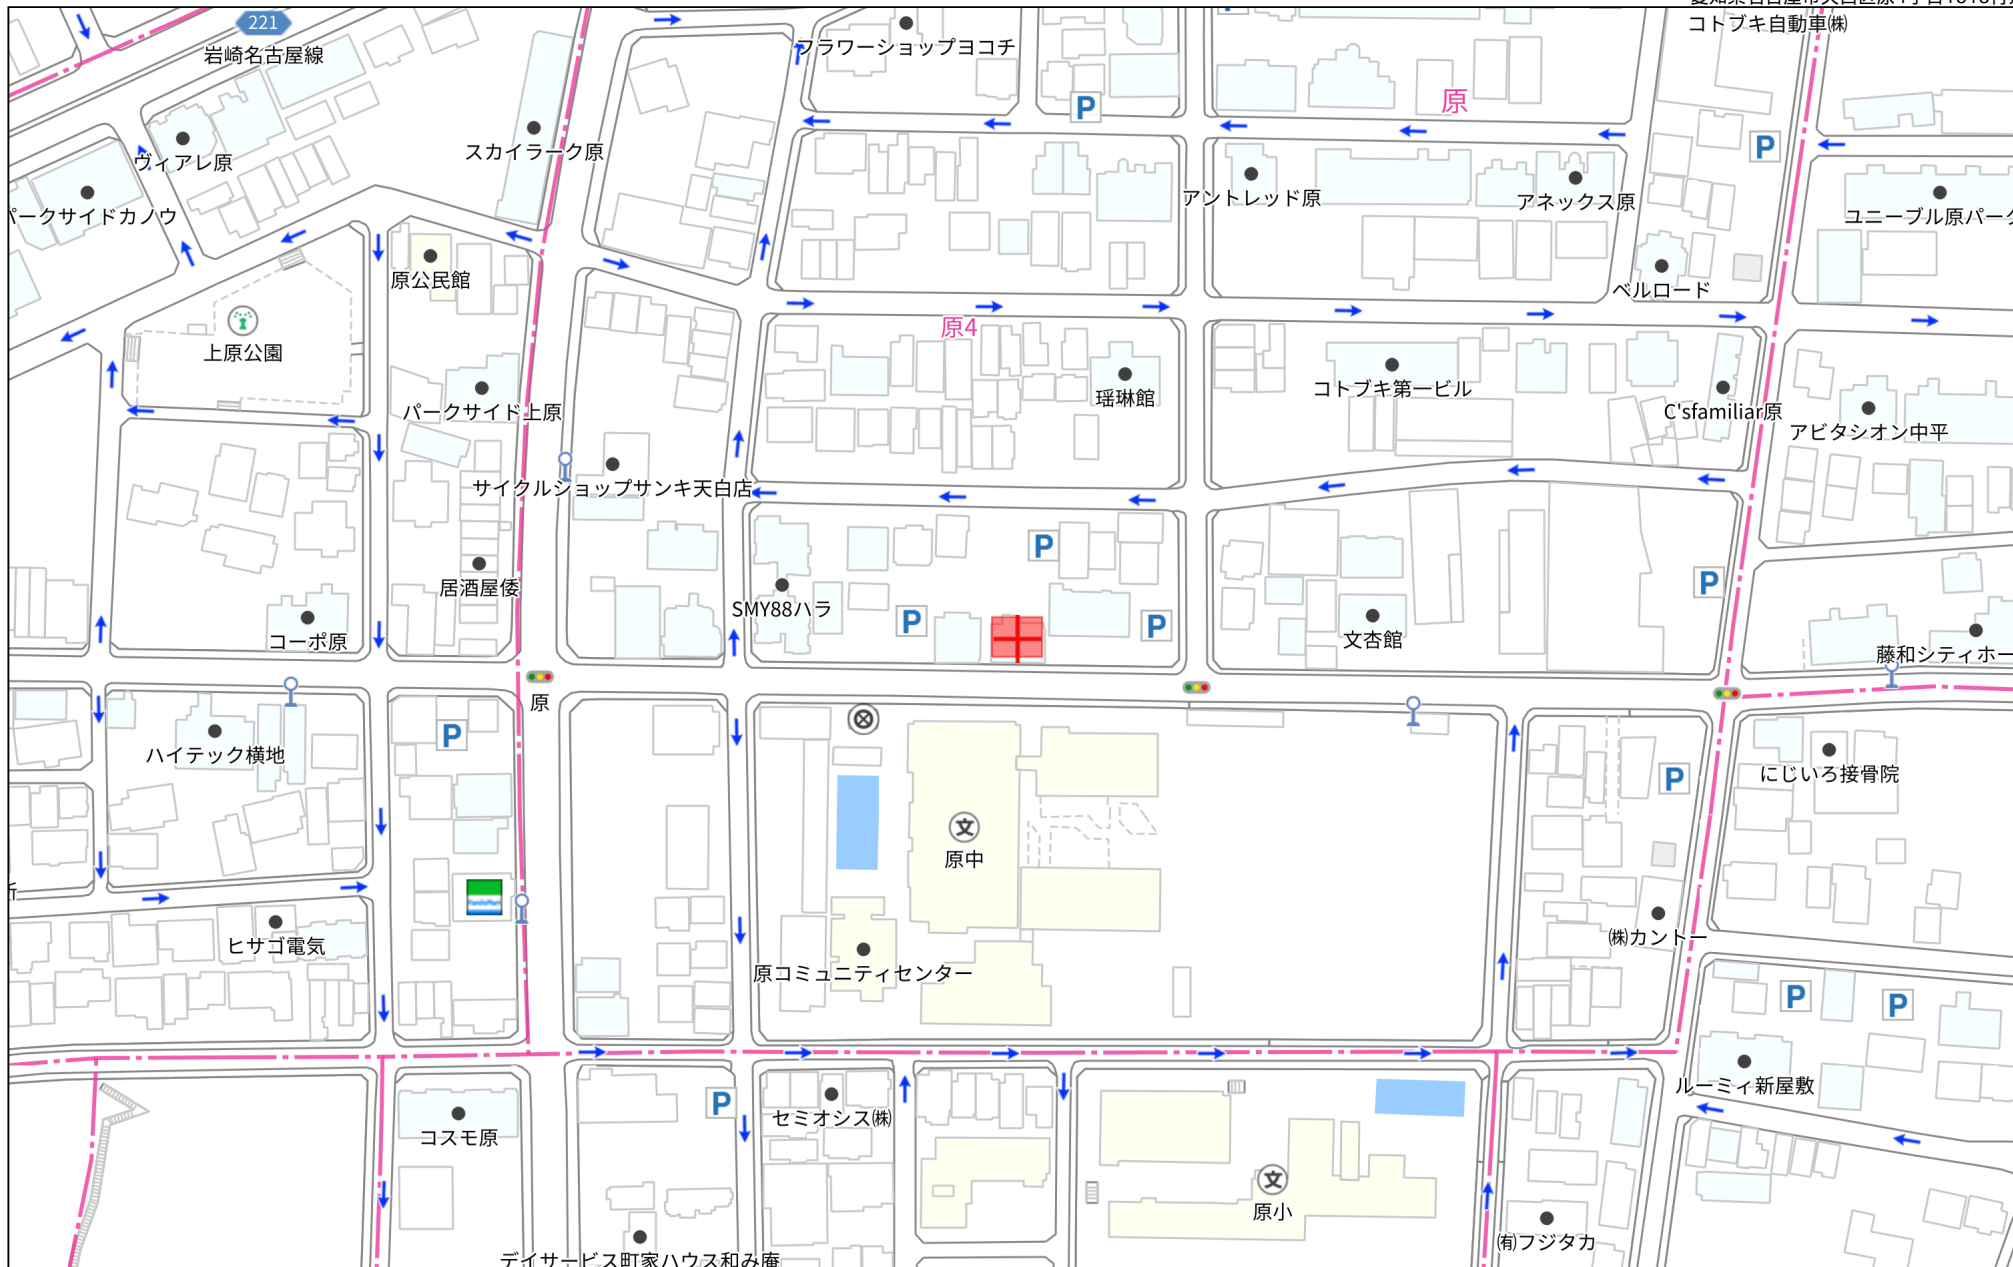 コトブキ自動車㈱
221
岩崎名古屋線
フラワーショップヨコチ
P
原
スカイラーク原
P
ヴィアレ原
パークサイドカノウ
アントレッド原
アネックス原
ユニーブル原パーク
原公民館
ベルロード
原4
上原公園
瑶琳館
コトブキ第一ビル
パークサイド上原
C'sfamiliar原
アビタシオン中平
サイクルショップサンキ天白店
P
居酒屋倭
P
SMY88ハラ
P
P
コーポ原
文杏館
藤和シティホー
原
P
ハイテック横地
にじいろ接骨院
P
文
原中
FamilyMart
ヒサゴ電気
㈱カントー
原コミュニティセンター
P
P
ルーミィ新屋敷
P
セミオシス㈱
コスモ原
文
原小
㈲フジタカ
デイサービス町家ハウス和み庵